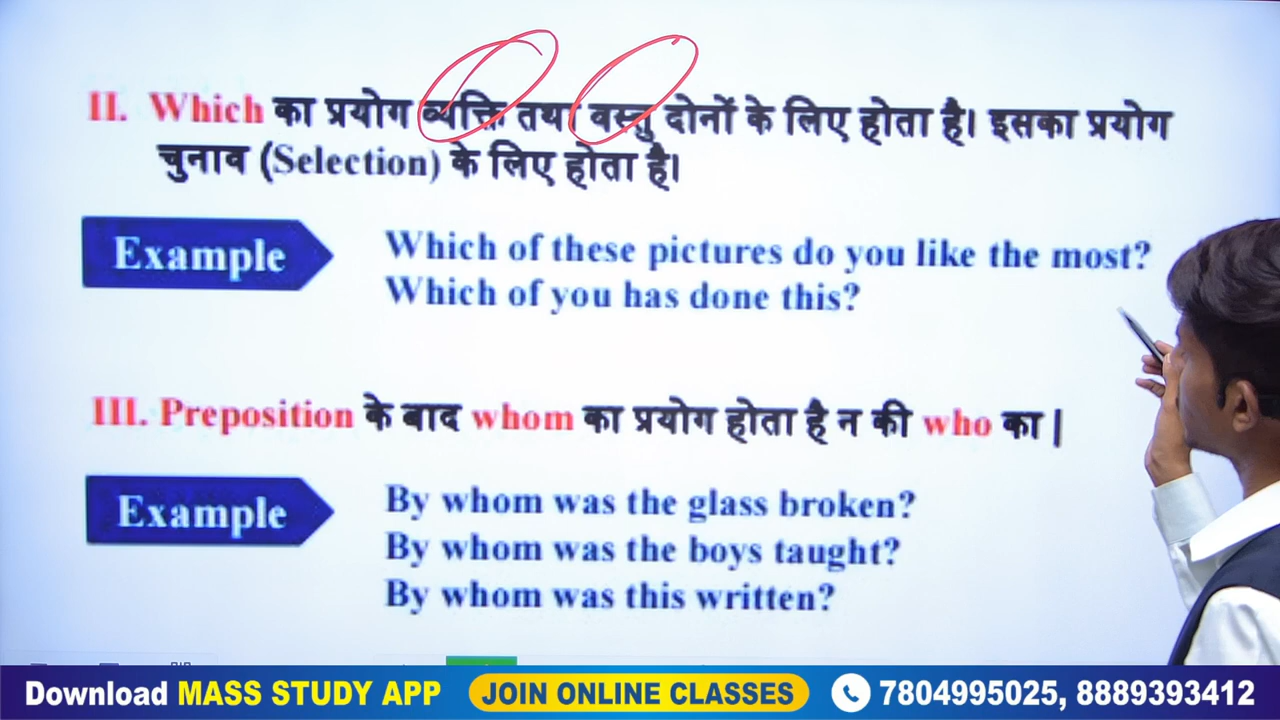 II. Which का प्रयोग व्यक्ति तथा वस्तु दोनों के लिए होता है। इसका प्रयोग
चुनाव (Selection) के लिए होता है।
Example
Which of these pictures do you like the most?
Which of you has done this?
III. Preposition के बाद whom का प्रयोग होता है न की who का |
Example
By whom was the glass broken?
By whom was the boys taught?
By whom was this written?
Download MASS STUDY APP JOIN ONLINE CLASSES 7804995025, 8889393412